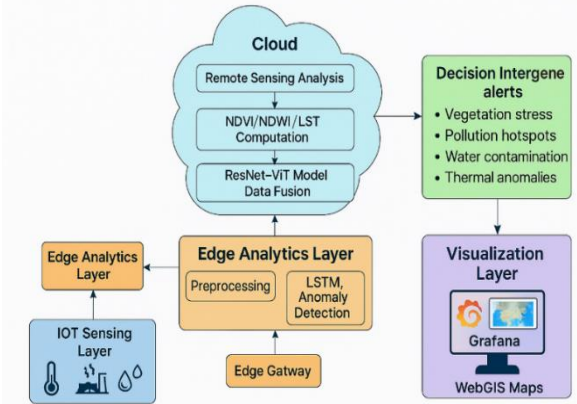 Cloud
Remote Sensing Analysis
NDVI/NDWI/LST
Computation
ResNet-ViT Model
Data Fusion
Decision Intergene
alerts
• Vegetation stress
• Pollution hotspots
• Water contamination
• Thermal anomalies
Edge Analytics
Layer
IOT Sensing
Layer
Edge Analytics Layer
Preprocessing
LSTM,
Anomaly
Detection
Edge Gatway
Visualization
Layer
Grafana
WebGIS Maps